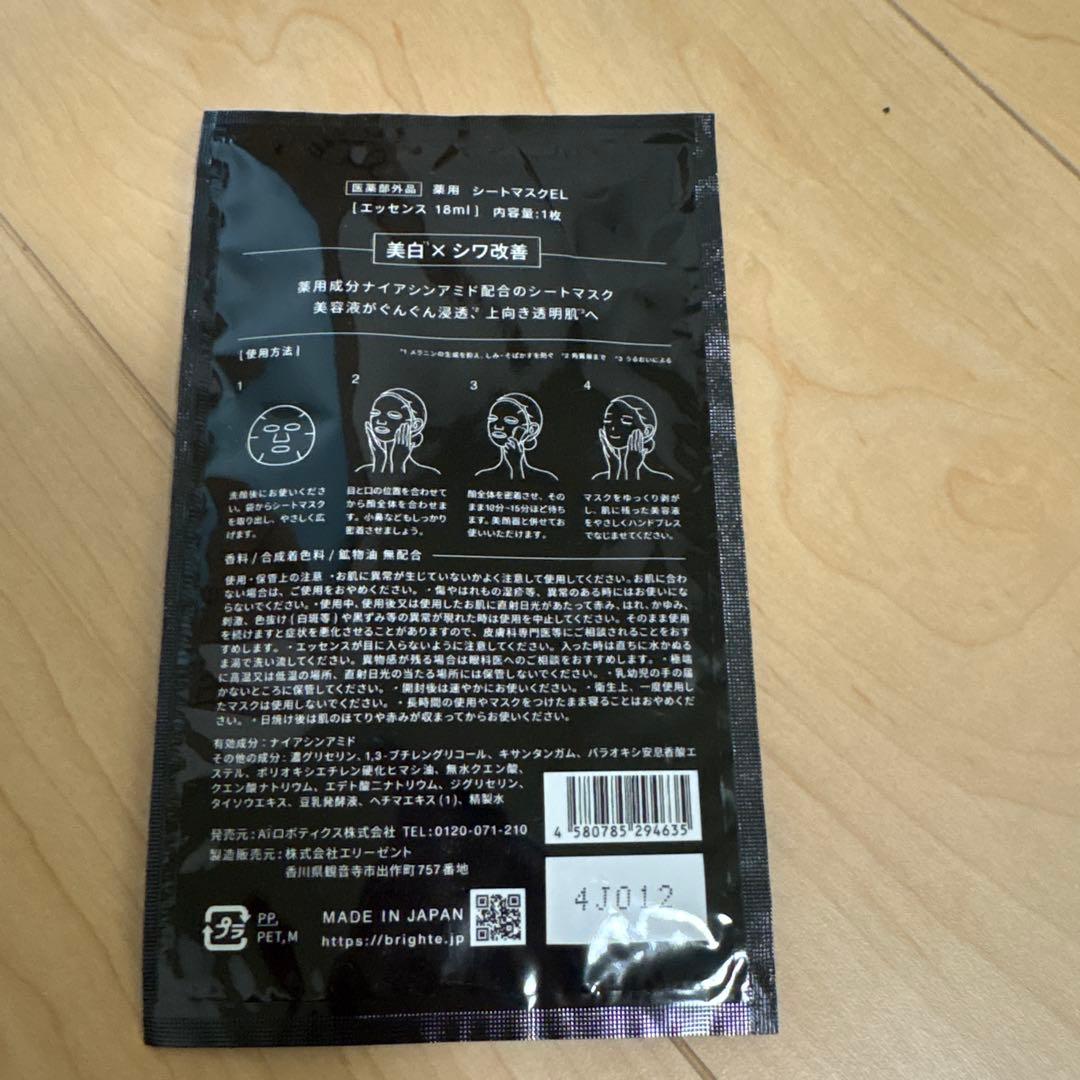 医薬部外品 薬用 シートマスクEL
[エッセンス 18ml] 内容量:1枚
美白*1×シワ改善
薬用成分ナイアシンアミド配合のシートマスク
美容液がぐんぐん浸透*2、上向き透明肌*3へ
[使用方法]
*1 メラニンの生成を抑え、しみ・そばかすを防ぐ *2 角質層まで *3 うるおいによる
1
2
3
4
洗顔後にお使いくださ
い。袋からシートマスク
を取り出し、やさしく広
げます。
目と口の位置を合わせて
から顔全体を合わせま
す。小鼻などもしっかり
密着させましょう。
顔全体を密着させ、その
まま10分~15分ほど待ち
ます。美顔器と併せてお
使いいただけます。
マスクをゆっくり剥が
し、肌に残った美容液
をやさしくハンドプレス
でなじませてください。
香料/合成着色料/鉱物油 無配合
使用・保管上の注意 ・お肌に異常が生じていないかよく注意して使用してください。お肌に合わ
ない場合は、ご使用をおやめください。・傷やはれもの湿疹等、異常のある時にはお使いにな
らないでください。・使用中、使用後又は使用したお肌に直射日光があたって赤み、はれ、かゆみ、
刺激、色抜け(白斑等)や黒ずみ等の異常が現れた時は使用を中止してください。そのまま使用
を続けますと症状を悪化させることがありますので、皮膚科専門医等にご相談されることをおす
すめします。・エッセンスが目に入らないように注意してください。入った時は直ちに水かぬる
ま湯で洗い流してください。異物感が残る場合は眼科医へのご相談をおすすめします。・極端
に高温又は低温の場所、直射日光の当たる場所には保管しないでください。・乳幼児の手の届
かないところに保管してください。・開封後は速やかにお使いください。・衛生上、一度使用し
たマスクは使用しないでください。・長時間の使用やマスクをつけたまま寝ることはおやめくださ
い。・日焼け後は肌のほてりや赤みが収まってからお使いください。
有効成分:ナイアシンアミド
その他の成分:濃グリセリン、1,3-ブチレングリコール、キサンタンガム、パラオキシ安息香酸エ
ステル、ポリオキシエチレン硬化ヒマシ油、無水クエン酸、
クエン酸ナトリウム、エデト酸二ナトリウム、ジグリセリン、
タイソウエキス、豆乳発酵液、ヘチマエキス(1)、精製水
発売元:Aiロボティクス株式会社 TEL:0120-071-210
製造販売元:株式会社エリーゼント
香川県観音寺市出作町757番地
4 580785 294635
4J012
プラ
PP,
PET,M
MADE IN JAPAN
https://brighte.jp